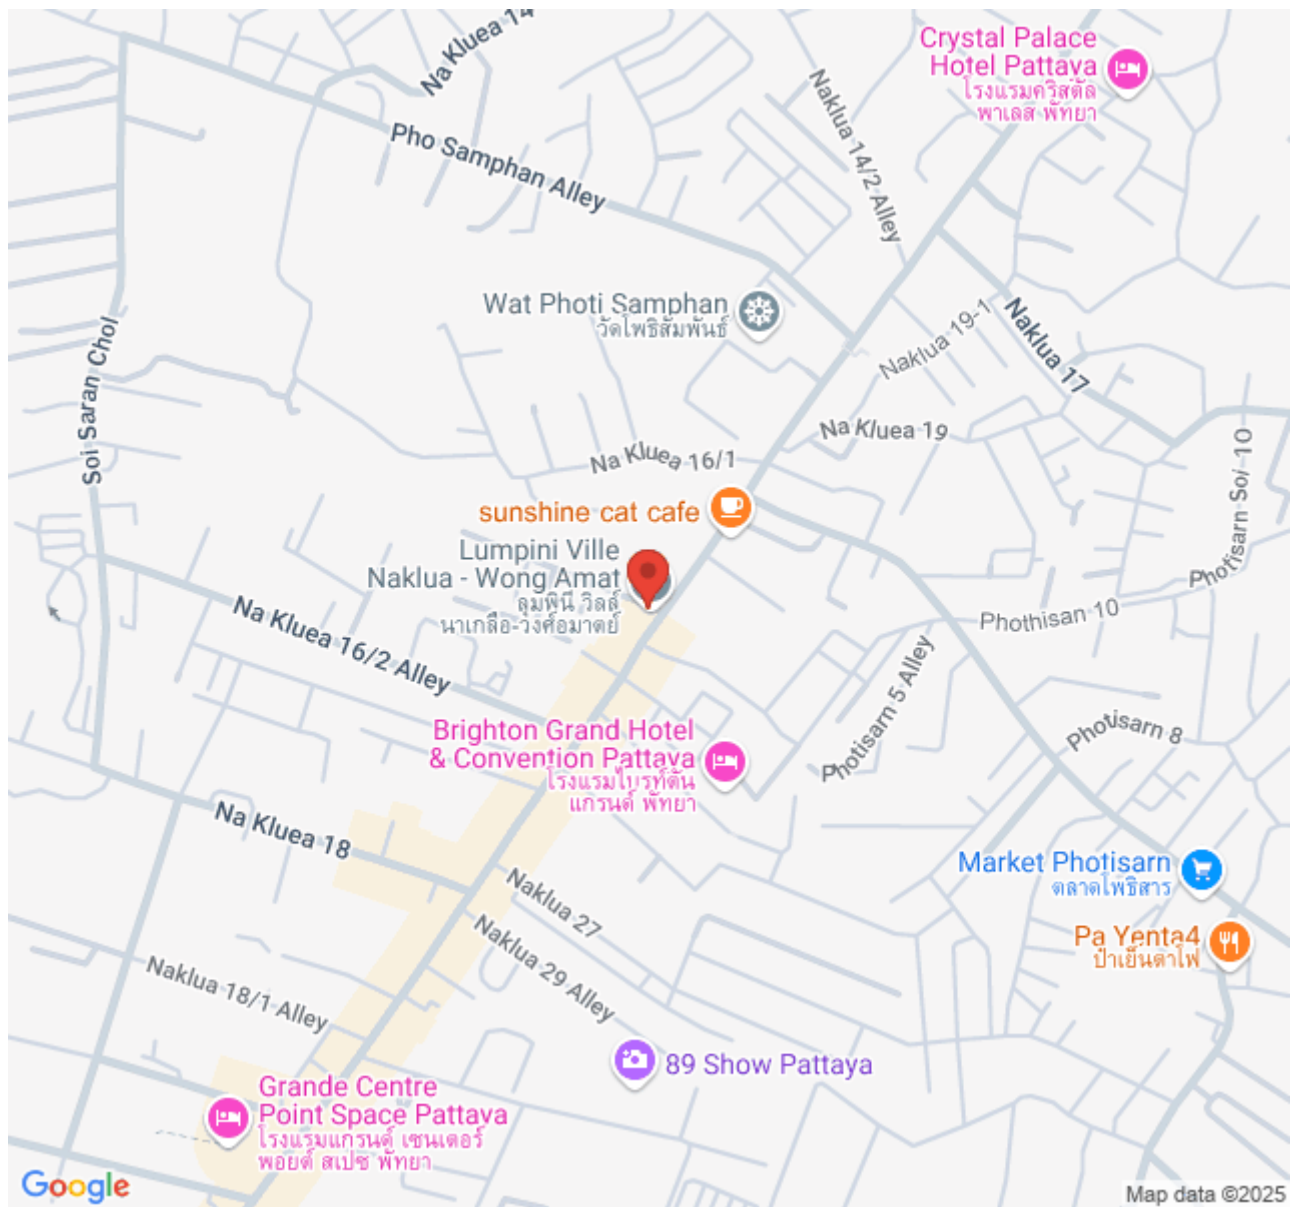 Na Kluea 14
Crystal Palace
Hotel Pattaya
โรงแรมคริสตัล
พาเลส พัทยา
Naklua 14/2 Alley
Pho Samphan Alley
Wat Photi Samphan
วัดโพธิสัมพันธ์
Naklua 19-1
Naklua 17
Soi Saran Chol
Na Kluea 19
Na Kluea 16/1
Photisarn Soi 10
sunshine cat cafe
Lumpini Ville
Naklua - Wong Amat
ลุมพินี วิลล์
นาเกลือ-วงศ์อมาตย์
Na Kluea 16/2 Alley
Phothisan 10
Photisarn 5 Alley
Photisarn 8
Brighton Grand Hotel
& Convention Pattaya
โรงแรมไบรท์ตัน
แกรนด์ พัทยา
Na Kluea 18
Market Photisarn
ตลาดโพธิสาร
Naklua 27
Pa Yenta4
ป้าเย็นตาโฟ
Naklua 29 Alley
Naklua 18/1 Alley
89 Show Pattaya
Grande Centre
Point Space Pattaya
โรงแรมแกรนด์ เซนเตอร์
พอยต์ สเปซ พัทยา
Google
Map data ©2025